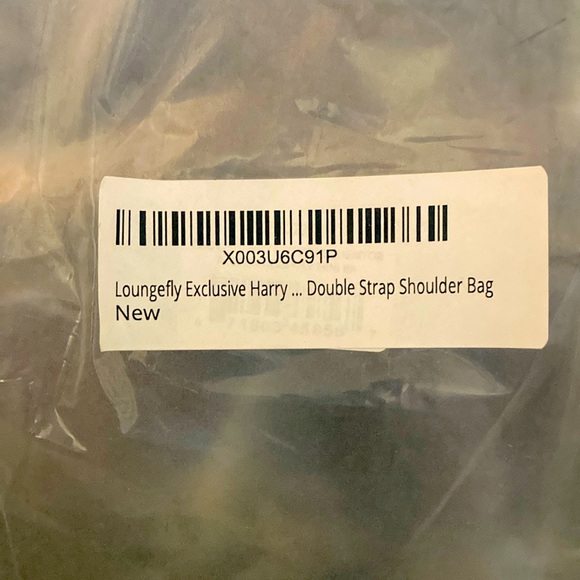 X003U6C91P
Loungefly Exclusive Harry ... Double Strap Shoulder Bag
New